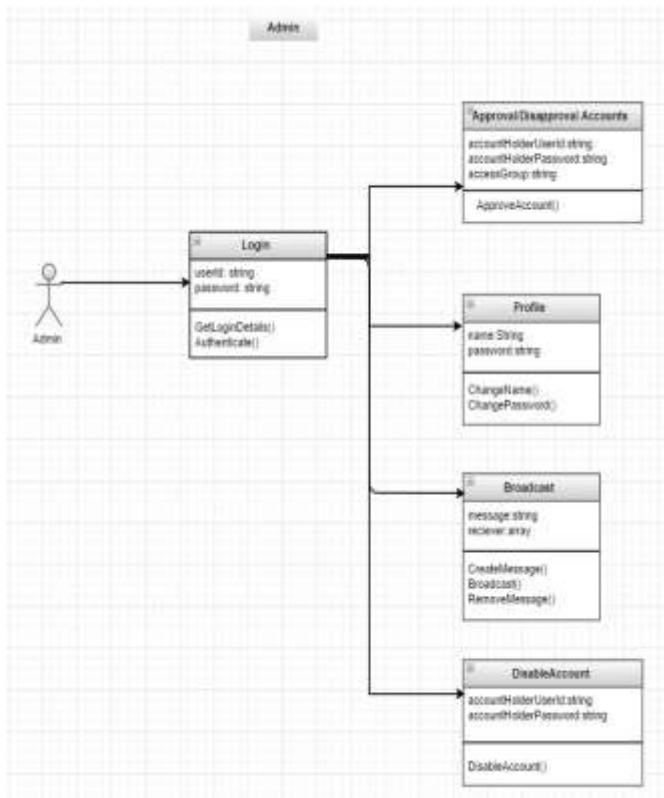 Admin
Approval/Disapproval Accounts
accountHolderUserId:string
accountHolderPassword:string
accessGroup:string
ApproveAccount()
Login
userId: string
password: string
GetLoginDetails()
Authenticate()
Admin
Profile
name:String
password:string
ChangeName()
ChangePassword()
Broadcast
message:string
reciever:array
CreateMessage()
Broadcast()
RemoveMessage()
DisableAccount
accountHolderUserId:string
accountHolderPassword:string
DisableAccount()